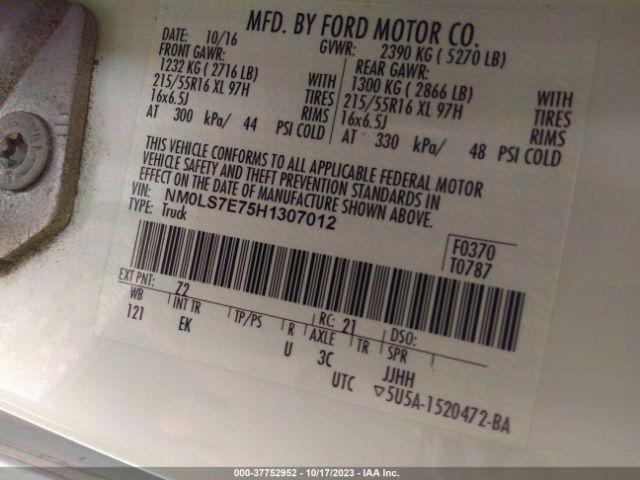 MFD. BY FORD MOTOR CO.
DATE: 10/16 GVWR: 2390 KG ( 5270 LB)
FRONT GAWR: REAR GAWR:
1232 KG ( 2716 LB) WITH 1300 KG ( 2866 LB) WITH
215/55R16 XL 97H TIRES 215/55R16 XL 97H TIRES
16x6.5J RIMS 16x6.5J RIMS
AT 300 kPa/ 44 PSI COLD AT 330 kPa/ 48 PSI COLD
THIS VEHICLE CONFORMS TO ALL APPLICABLE FEDERAL MOTOR
VEHICLE SAFETY AND THEFT PREVENTION STANDARDS IN
EFFECT ON THE DATE OF MANUFACTURE SHOWN ABOVE.
VIN: NM0LS7E75H1307012
TYPE: Truck
F0370
T0787
EXT PNT: Z2 RC: 21 DSO:
WB INT TR TP/PS R AXLE TR SPR
121 EK U 3C JJHH
UTC ▽5U5A-1520472-BA
000-37752952 - 10/17/2023 - IAA Inc.